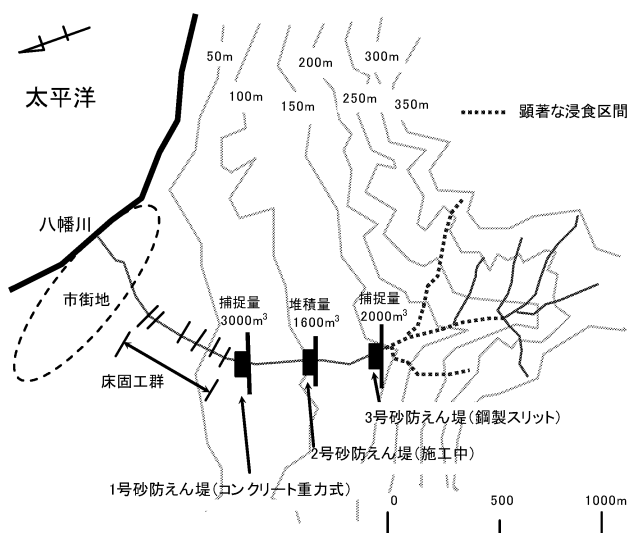 50m
200m
300m
100m
150m
250m
350m
太平洋
顕著な浸食区間
八幡川
市街地
捕捉量
3000m³
堆積量
1600m³
捕捉量
2000m³
床固工群
3号砂防えん堤(鋼製スリット)
2号砂防えん堤(施工中)
1号砂防えん堤(コンクリート重力式)
0
500
1000m